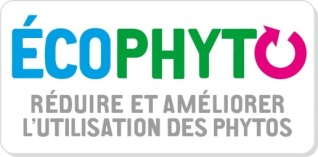 ÉCOPHYTO
RÉDUIRE ET AMÉLIORER
L'UTILISATION DES PHYTOS